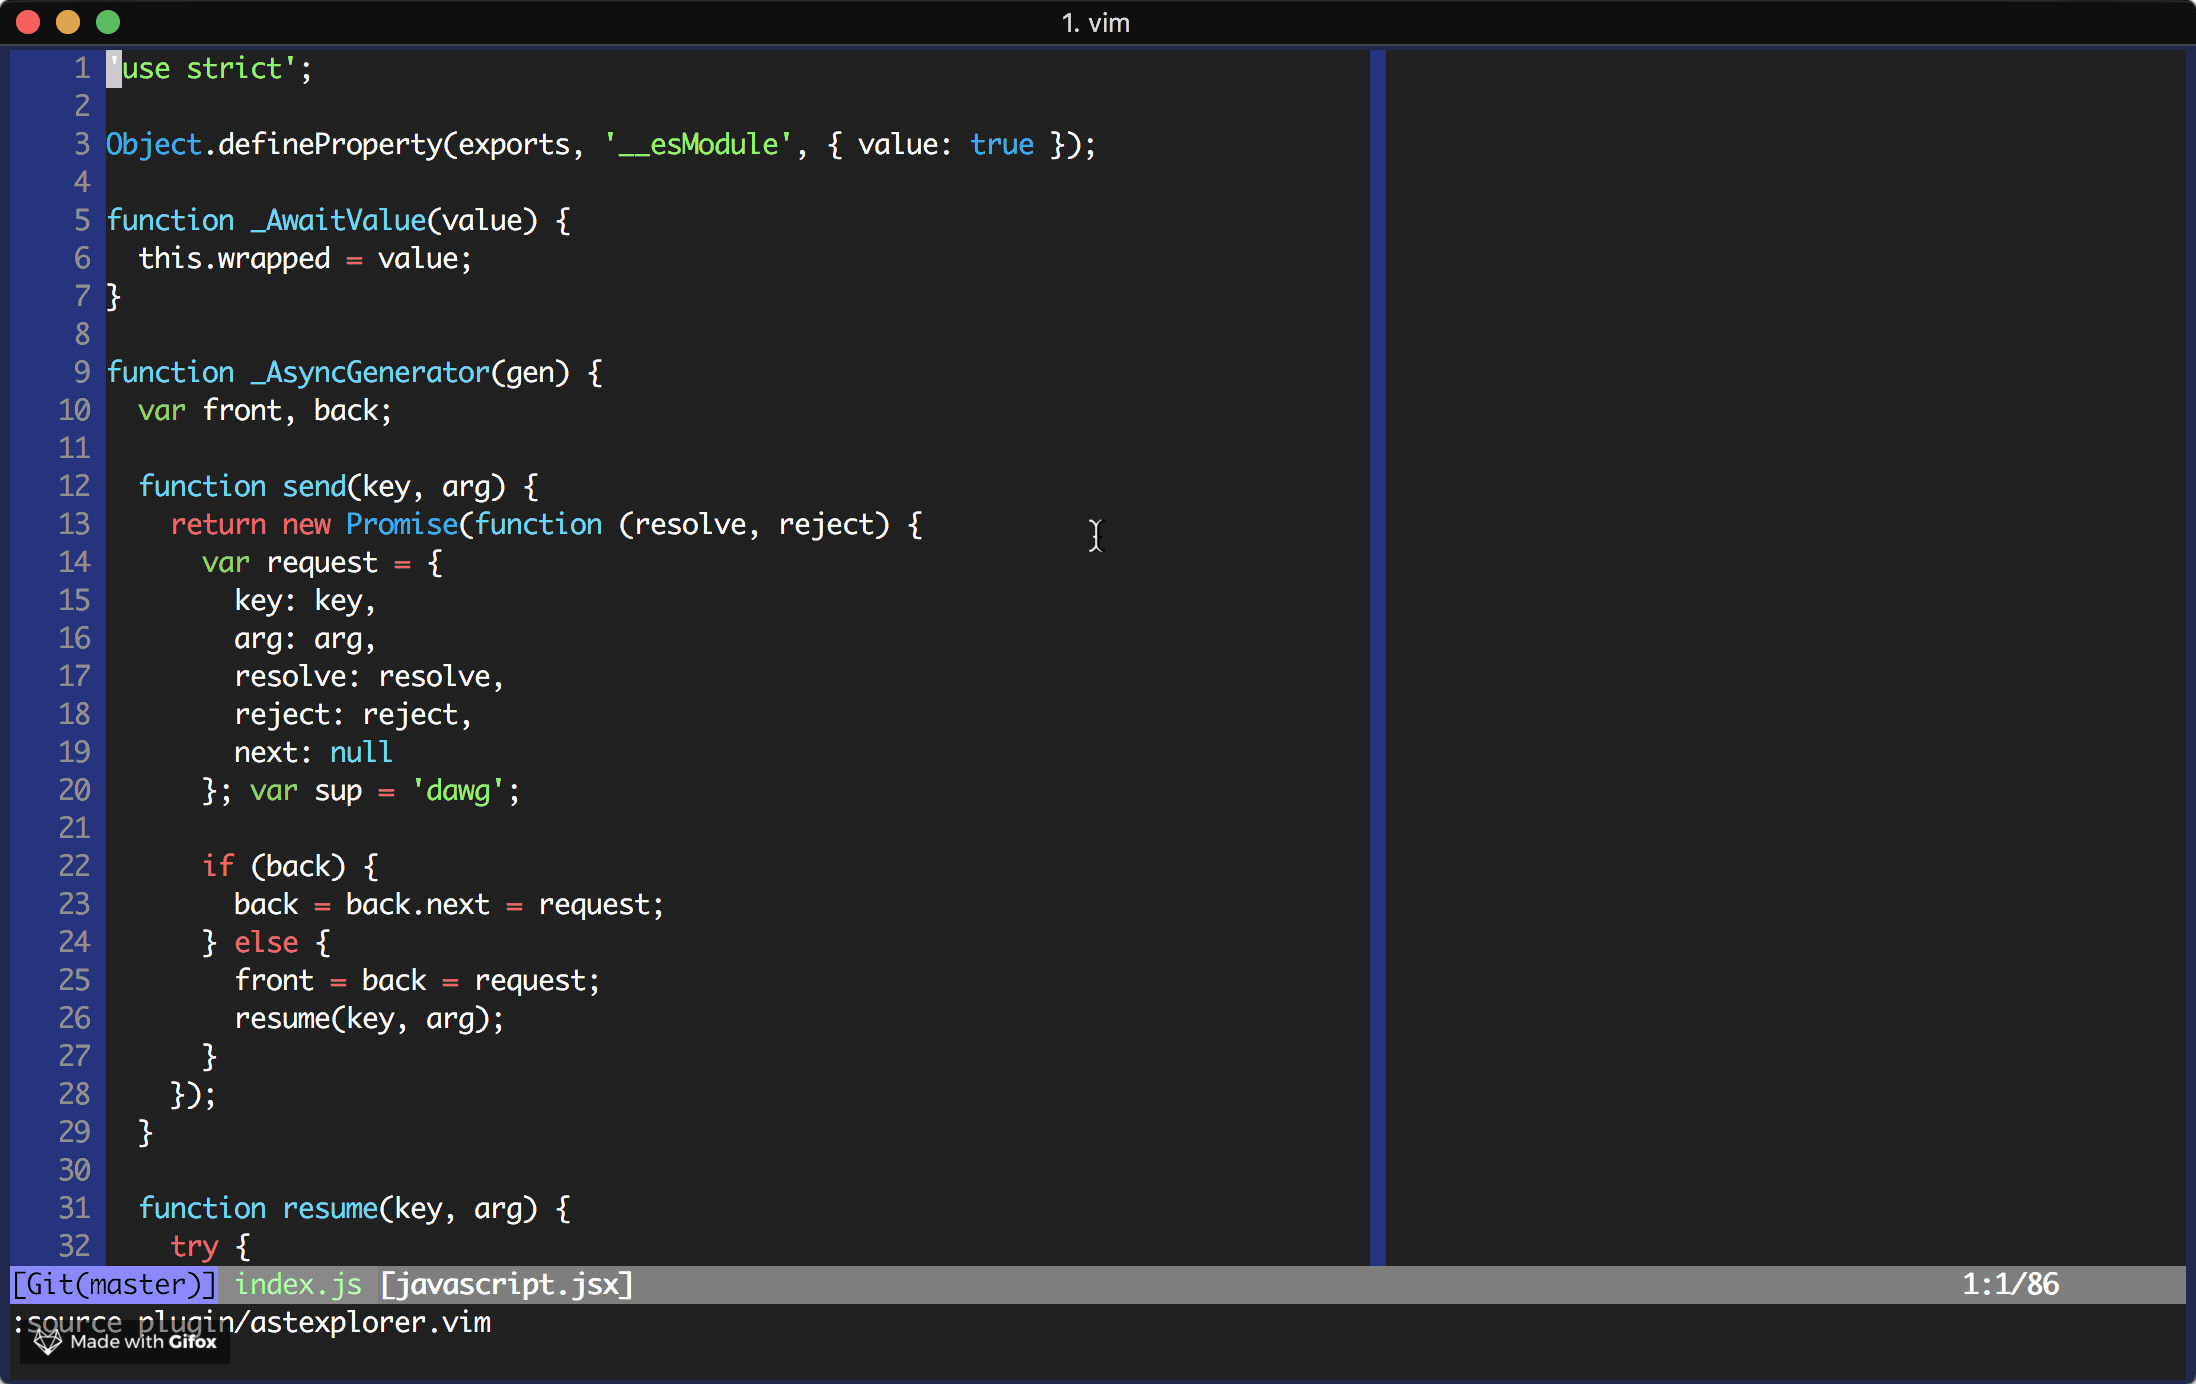 1. vim
1 'use strict';
2
3 Object.defineProperty(exports, '__esModule', { value: true });
4
5 function _AwaitValue(value) {
6   this.wrapped = value;
7 }
8
9 function _AsyncGenerator(gen) {
10   var front, back;
11
12   function send(key, arg) {
13     return new Promise(function (resolve, reject) {
14       var request = {
15         key: key,
16         arg: arg,
17         resolve: resolve,
18         reject: reject,
19         next: null
20       }; var sup = 'dawg';
21
22       if (back) {
23         back = back.next = request;
24       } else {
25         front = back = request;
26         resume(key, arg);
27       }
28     });
29   }
30
31   function resume(key, arg) {
32     try {
[Git(master)] index.js [javascript.jsx] 1:1/86
:source plugin/astexplorer.vim
Made with Gifox